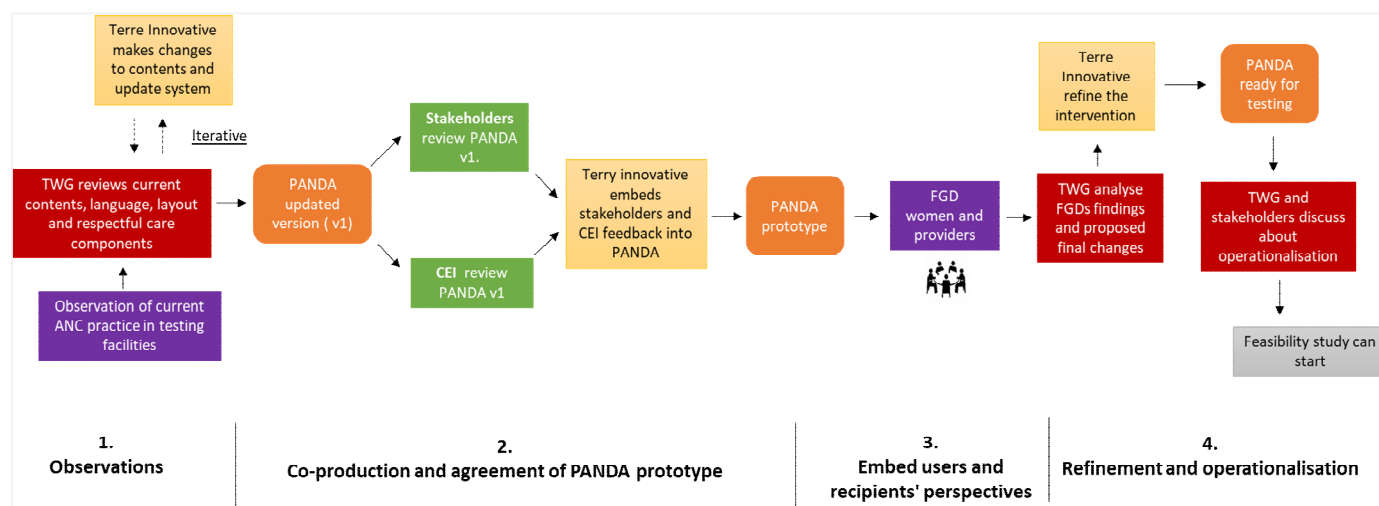 Terre Innovative
makes changes
to contents and
update system
Iterative
TWG reviews current
contents, language, layout
and respectful care
components
Observation of current
ANC practice in testing
facilities
PANDA
updated
version ( v1)
Stakeholders
review PANDA
v1.
CEI review
PANDA v1
Terry innovative
embeds
stakeholders and
CEI feedback into
PANDA
PANDA
prototype
FGD
women and
providers
TWG analyse
FGDs findings
and proposed
final changes
Terre
Innovative
refine the
intervention
PANDA
ready for
testing
TWG and
stakeholders discuss
about
operationalisation
Feasibility study can
start
1.
Observations
2.
Co-production and agreement of PANDA prototype
3.
Embed users and
recipients' perspectives
4.
Refinement and operationalisation